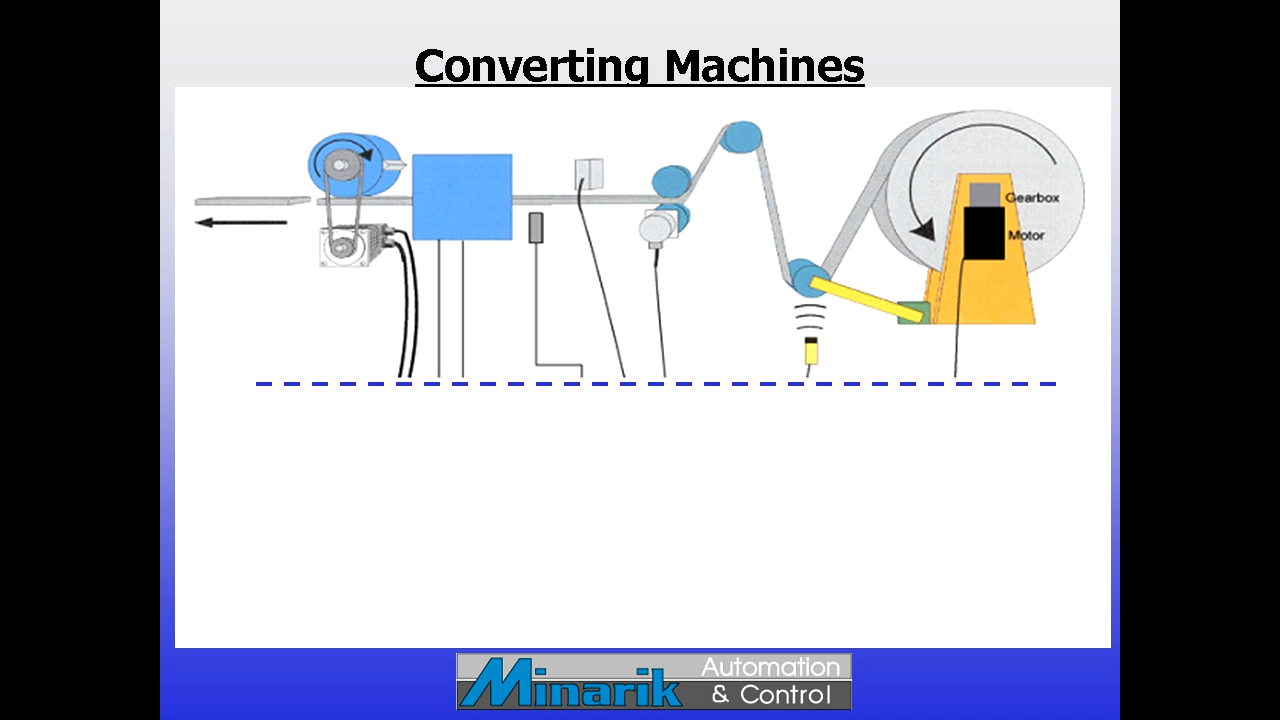 Converting Machines
Gearbox
Motor
Minarik Automation
& Control